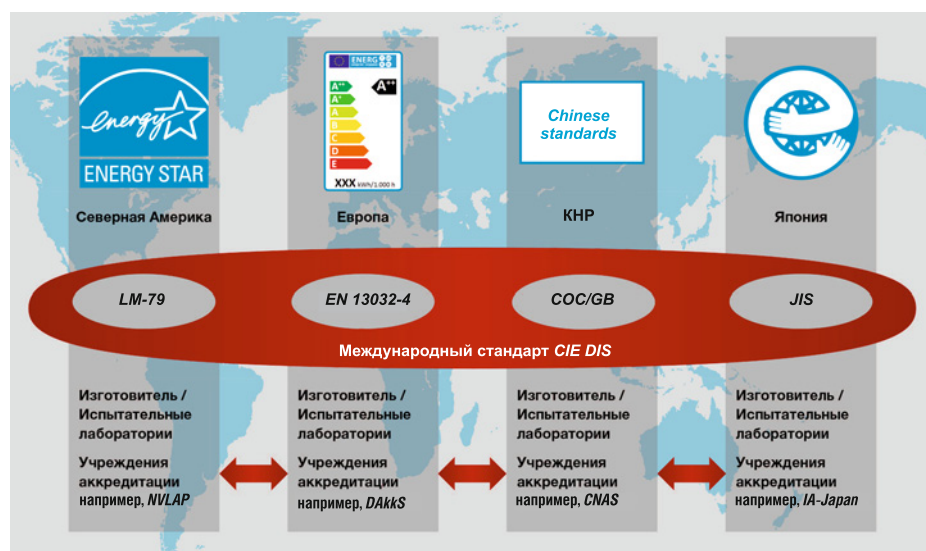 energy
ENERGY STAR
Северная Америка
ENERG
A++
A++
A+
A
B
C
D
E
XXX kWh/1.000 h
Европа
Chinese
standards
КНР
Япония
LM-79
EN 13032-4
COC/GB
JIS
Международный стандарт CIE DIS
Изготовитель /
Испытательные
лаборатории
Учреждения
аккредитации
например, NVLAP
Изготовитель /
Испытательные
лаборатории
Учреждения
аккредитации
например, DAkkS
Изготовитель /
Испытательные
лаборатории
Учреждения
аккредитации
например, CNAS
Изготовитель /
Испытательные
лаборатории
Учреждения
аккредитации
например, IA-Japan